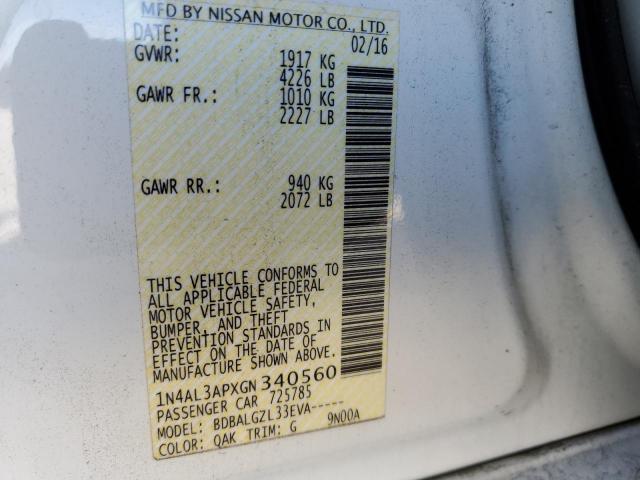 MFD BY NISSAN MOTOR CO., LTD.
DATE: 02/16
GVWR: 1917 KG
4226 LB
GAWR FR.: 1010 KG
2227 LB
GAWR RR.: 940 KG
2072 LB
THIS VEHICLE CONFORMS TO
ALL APPLICABLE FEDERAL
MOTOR VEHICLE SAFETY,
BUMPER, AND THEFT
PREVENTION STANDARDS IN
EFFECT ON THE DATE OF
MANUFACTURE SHOWN ABOVE.
1N4AL3APXGN340560
PASSENGER CAR 725785
MODEL: BDBALGZL33EVA-----
COLOR: QAK TRIM: G 9N00A